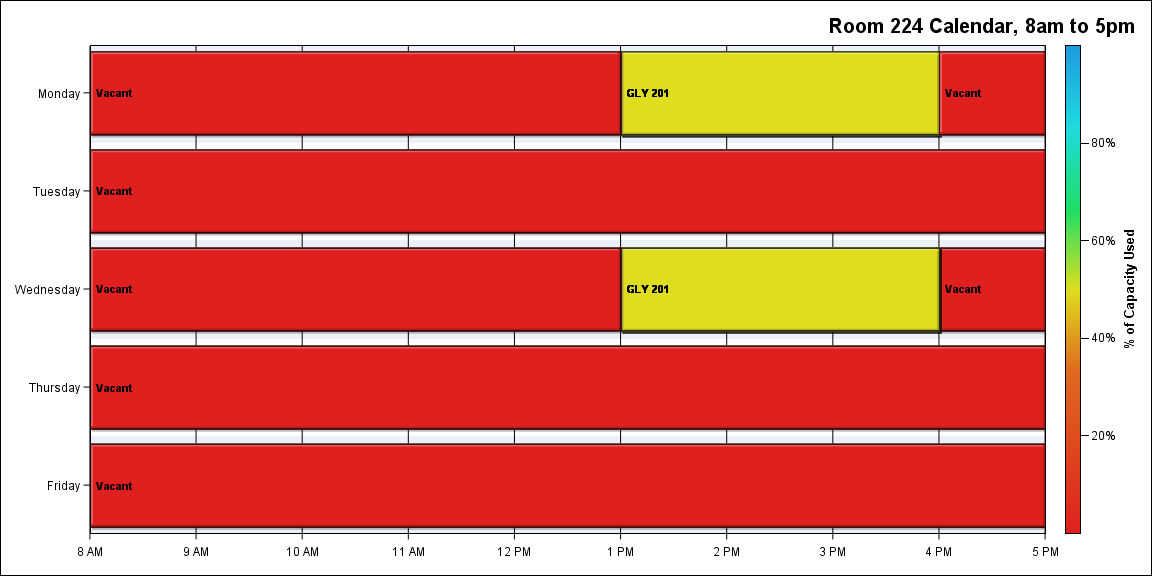 Room 224 Calendar, 8am to 5pm
Monday
Vacant
GLY 201
Vacant
Tuesday
Vacant
Wednesday
Vacant
GLY 201
Vacant
Thursday
Vacant
Friday
Vacant
8 AM
9 AM
10 AM
11 AM
12 PM
1 PM
2 PM
3 PM
4 PM
5 PM
80%
60%
40%
20%
% of Capacity Used